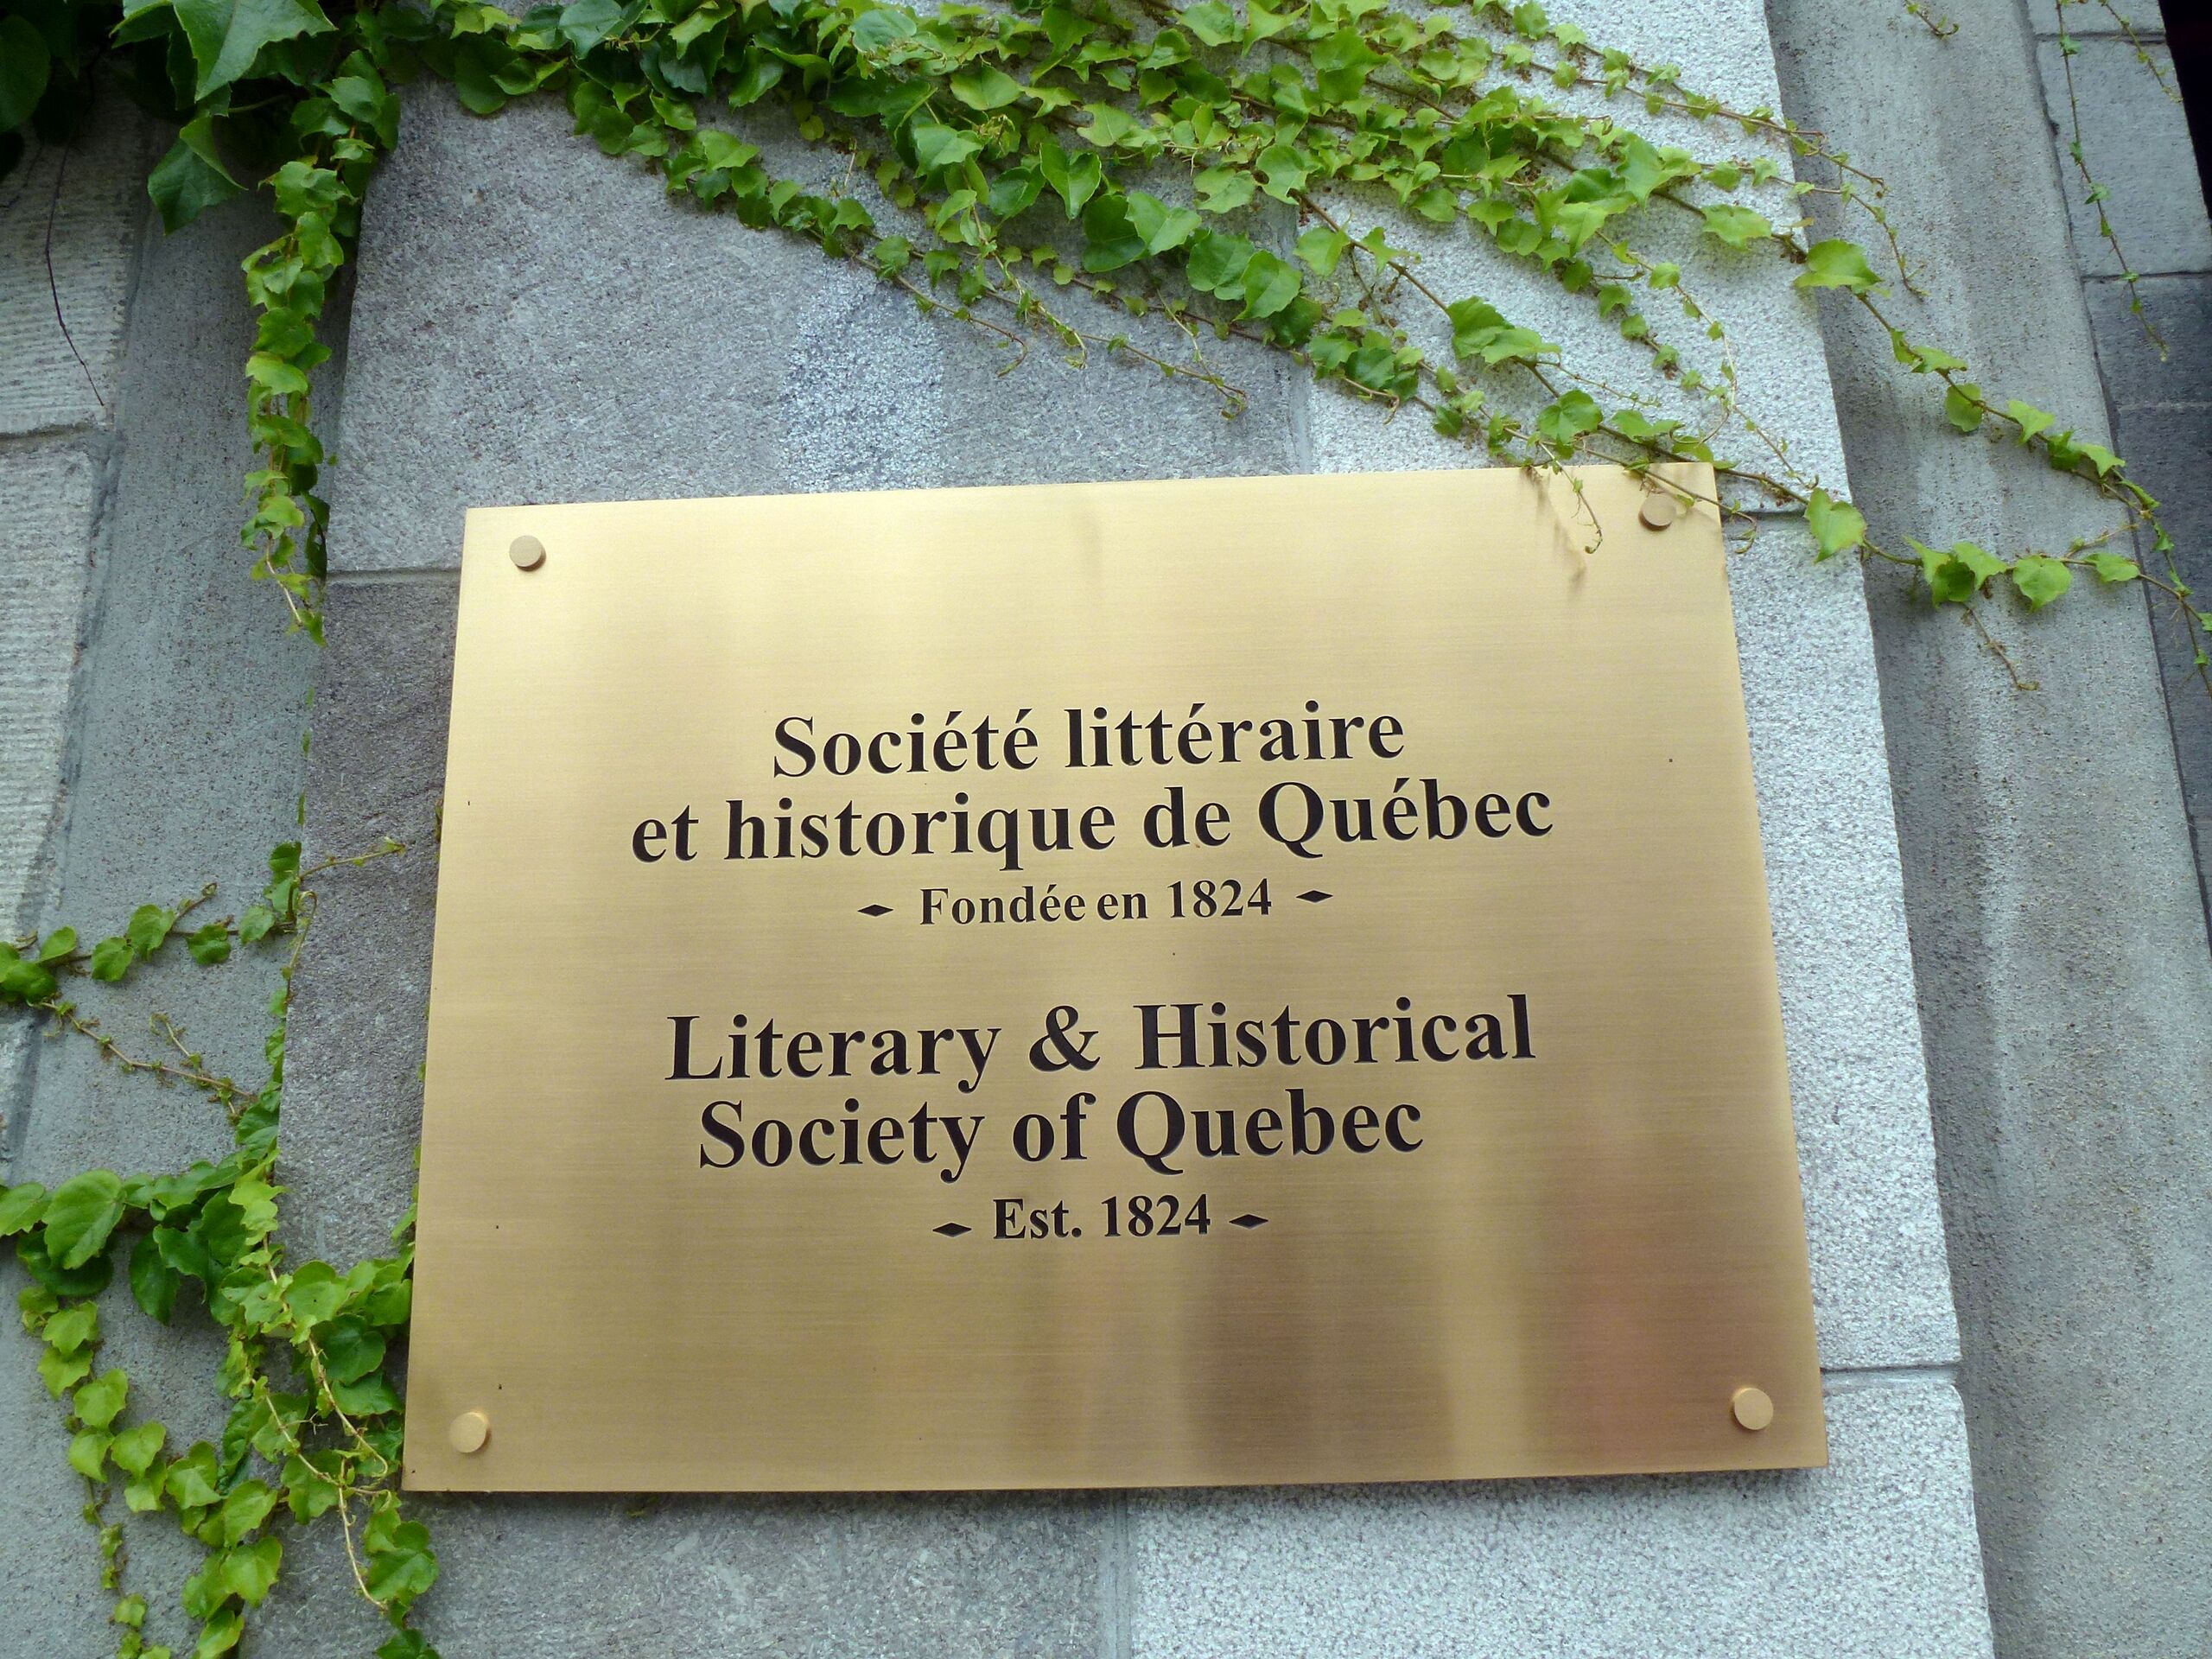 Société littéraire
et historique de Québec
Fondée en 1824
Literary & Historical
Society of Quebec
Est. 1824